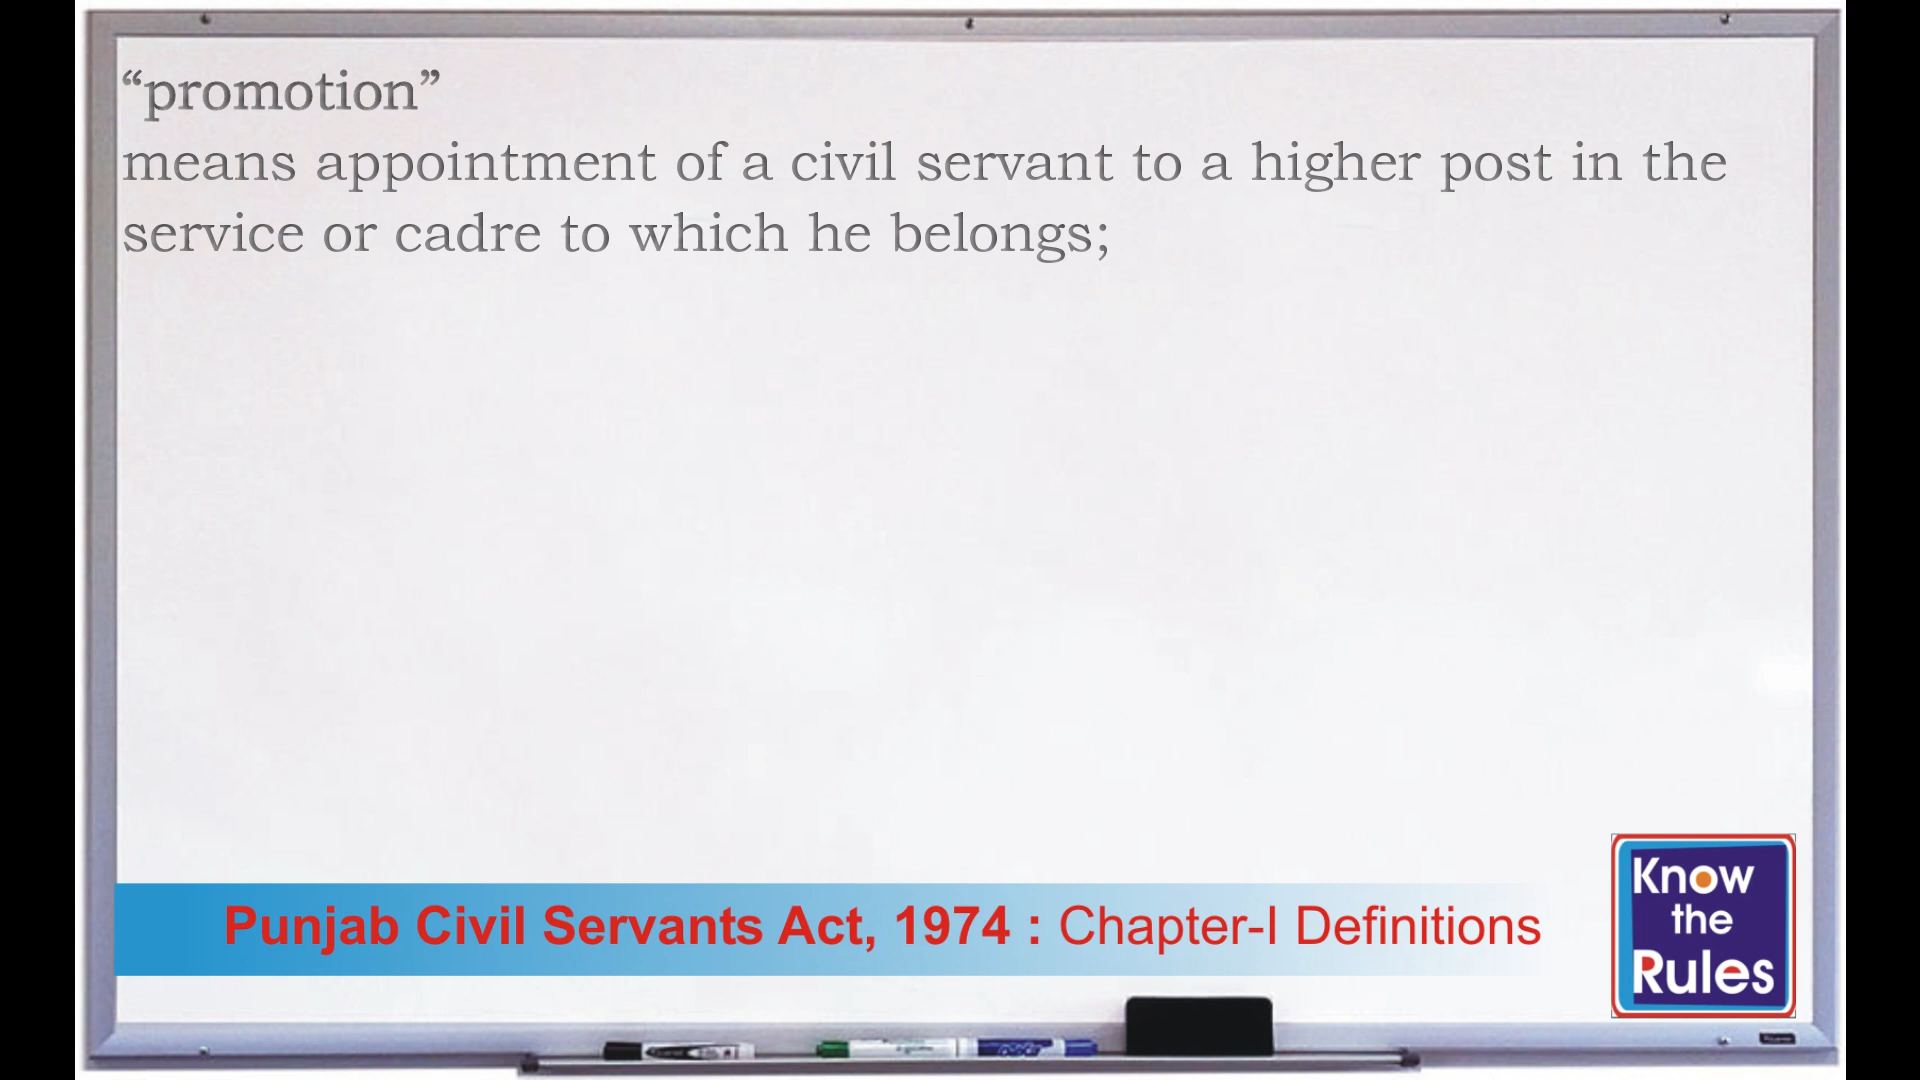 “promotion”
means appointment of a civil servant to a higher post in the
service or cadre to which he belongs;
Punjab Civil Servants Act, 1974 : Chapter-I Definitions
Know
the
Rules